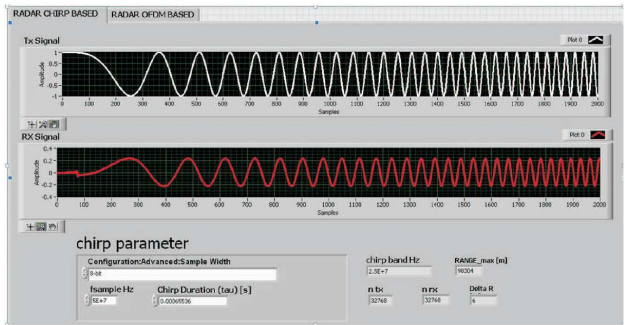 RADAR CHIRP BASED RADAR OFDM BASED
Tx Signal Plot 0
Amplitude
1-
0.5-
0-
-0.5-
-1-
0 100 200 300 400 500 600 700 800 900 1000 1100 1200 1300 1400 1500 1600 1700 1800 1900 2000
Samples
RX Signal Plot 0
Amplitude
0.4-
0.2-
0-
-0.2-
-0.4-
0 100 200 300 400 500 600 700 800 900 1000 1100 1200 1300 1400 1500 1600 1700 1800 1900 2000
Samples
chirp parameter
Configuration:Advanced:Sample Width
8-bit
fsample Hz Chirp Duration (tau) [s]
5E+7 0.00065536
chirp band Hz RANGE_max [m]
2.5E+7 98304
n tx n rx Delta R
32768 32768 6